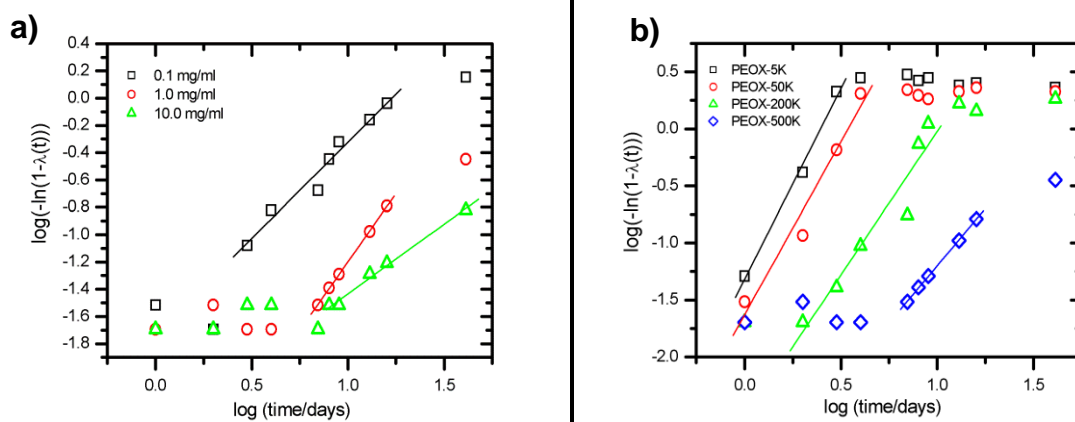 a)
0.4
0.2
0.0
-0.2
-0.4
-0.6
-0.8
-1.0
-1.2
-1.4
-1.6
-1.8
log(-ln(1-λ(t)))
0.1 mg/ml
1.0 mg/ml
10.0 mg/ml
0.0 0.5 1.0 1.5
log (time/days)
b)
0.5
0.0
-0.5
-1.0
-1.5
-2.0
log(-ln(1-λ(t)))
PEOX-5K
PEOX-50K
PEOX-200K
PEOX-500K
0.0 0.5 1.0 1.5
log (time/days)